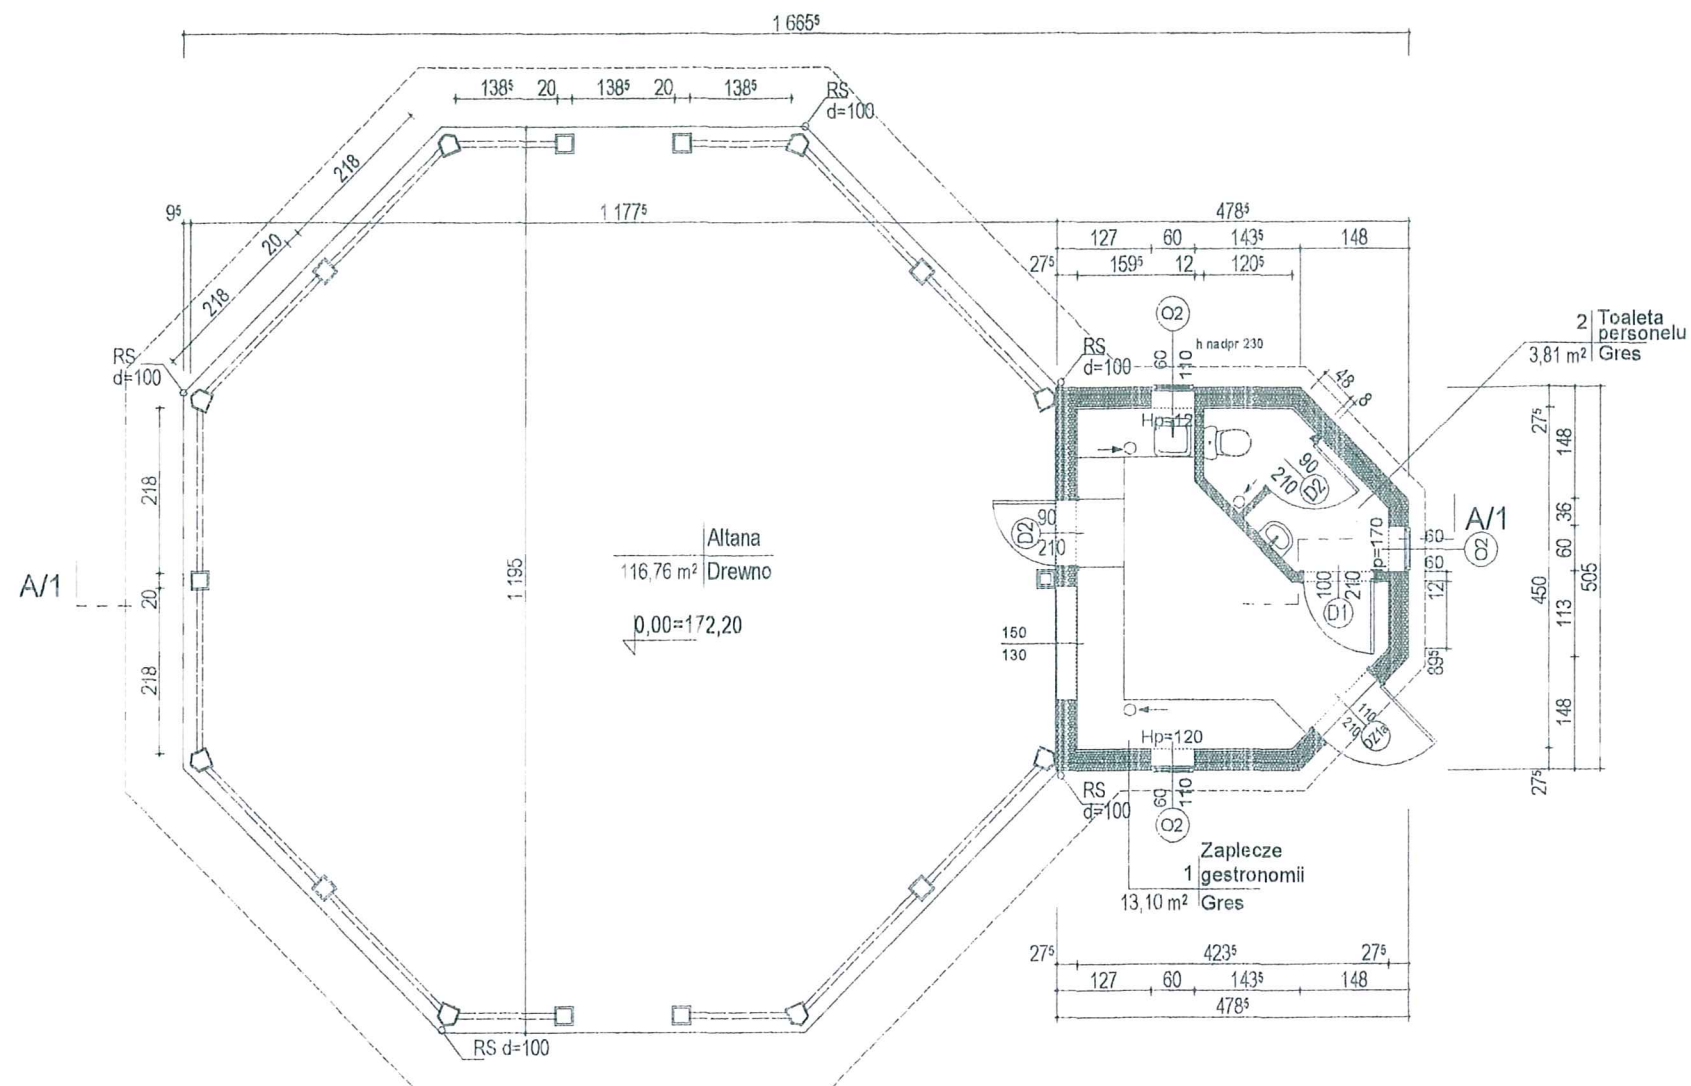 1 665⁵
138⁵ 20 138⁵ 20 138⁵
RS
d=100
218
20
218
9⁵
1 177⁵
478⁵
127 60 143⁵ 148
27⁵ 159⁵ 12 120⁵
O2
h nadpr 230
60
110
RS
d=100
2 Toaleta
personelu
3,81 m² Gres
RS
d=100
48
8
Hp=12
27⁵
148
90
210
D2
218
Altana
116,76 m² Drewno
0,00=172,20
1 195
D2
90
210
Hp=170
36
A/1
60
60
O2
60
450
505
A/1
20
100
210
D1
12
113
150
130
218
89⁵
148
110
210
DZ1a
Hp=120
27⁵
RS
d=100
60
110
O2
Zaplecze
1 gestronomii
13,10 m² Gres
27⁵ 423⁵ 27⁵
127 60 143⁵ 148
478⁵
RS d=100